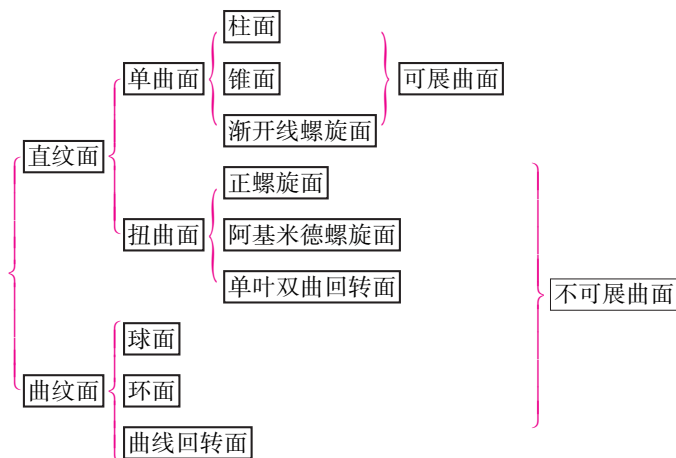 柱面
单曲面 锥面 可展曲面
渐开线螺旋面
直纹面
正螺旋面
扭曲面 阿基米德螺旋面
单叶双曲回转面
不可展曲面
球面
曲纹面 环面
曲线回转面